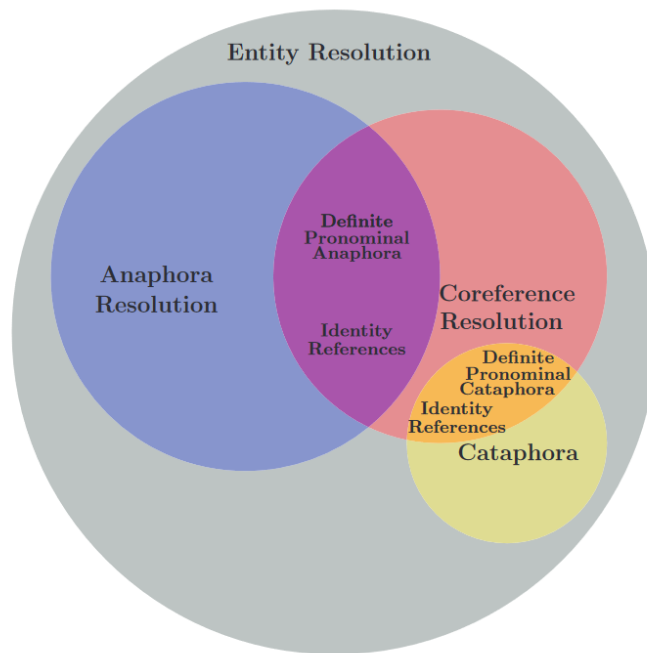 Entity Resolution
Definite
Pronominal
Anaphora
Anaphora
Resolution
Coreference
Resolution
Identity
References
Definite
Pronominal
Cataphora
Identity
References
Cataphora